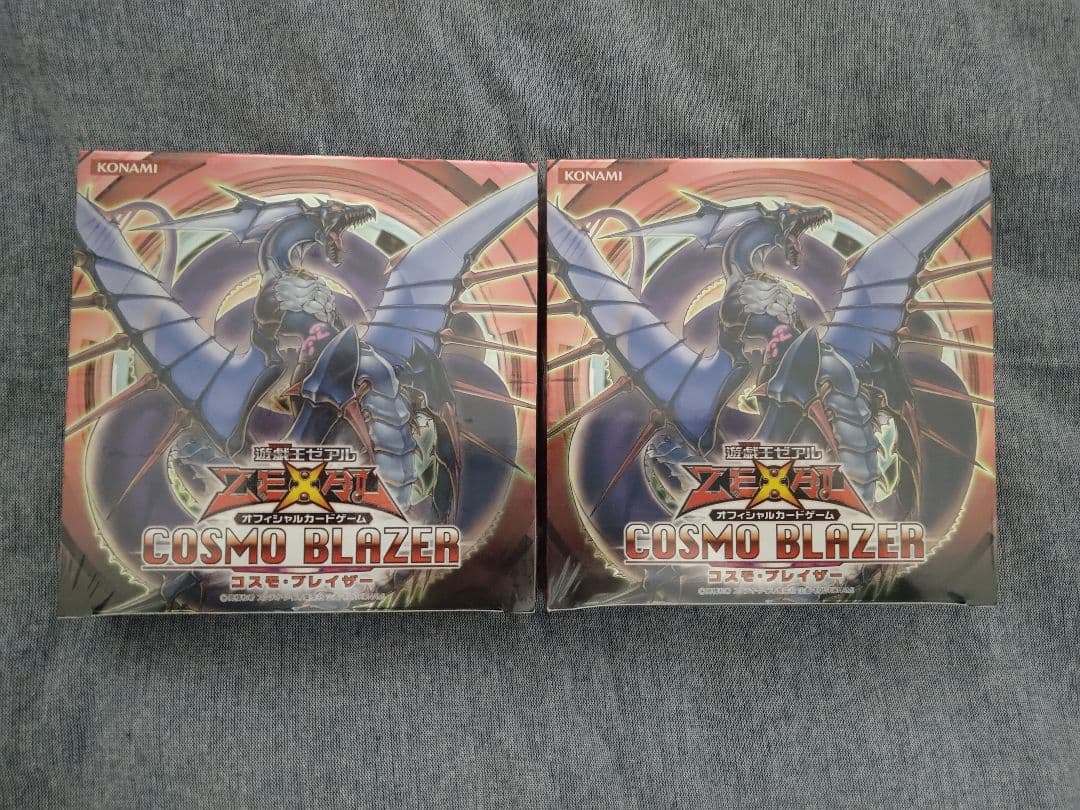 KONAMI
遊戯王ゼアル
ZEXAL
オフィシャルカードゲーム
COSMO BLAZER
コスモ・ブレイザー
KONAMI
遊戯王ゼアル
ZEXAL
オフィシャルカードゲーム
COSMO BLAZER
コスモ・ブレイザー